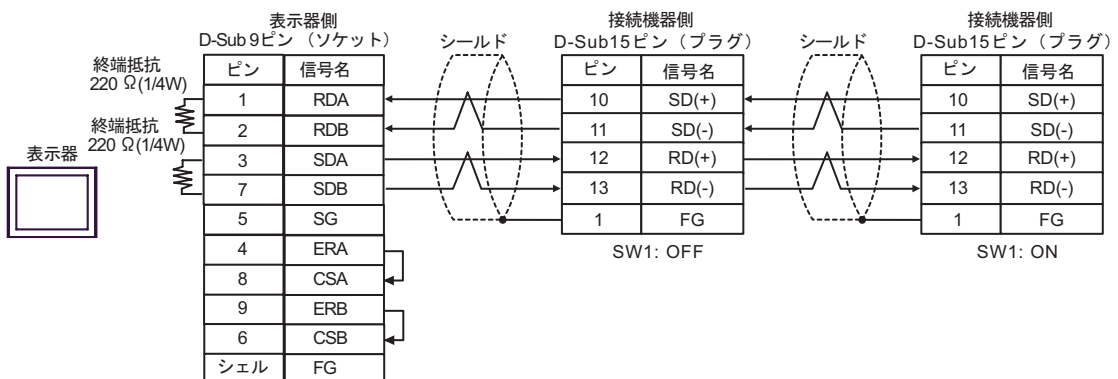 表示器側
D-Sub 9ピン （ソケット）
シールド
接続機器側
D-Sub15ピン（プラグ）
シールド
接続機器側
D-Sub15ピン（プラグ）
終端抵抗
220 Ω(1/4W)
終端抵抗
220 Ω(1/4W)
表示器
ピン 信号名
1 RDA
2 RDB
3 SDA
7 SDB
5 SG
4 ERA
8 CSA
9 ERB
6 CSB
シェル FG
ピン 信号名
10 SD(+)
11 SD(-)
12 RD(+)
13 RD(-)
1 FG
SW1: OFF
ピン 信号名
10 SD(+)
11 SD(-)
12 RD(+)
13 RD(-)
1 FG
SW1: ON